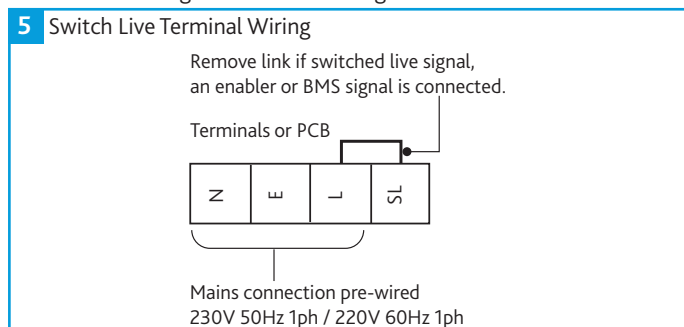 5 Switch Live Terminal Wiring
Remove link if switched live signal,
an enabler or BMS signal is connected.
Terminals or PCB
N E L SL
Mains connection pre-wired
230V 50Hz 1ph / 220V 60Hz 1ph